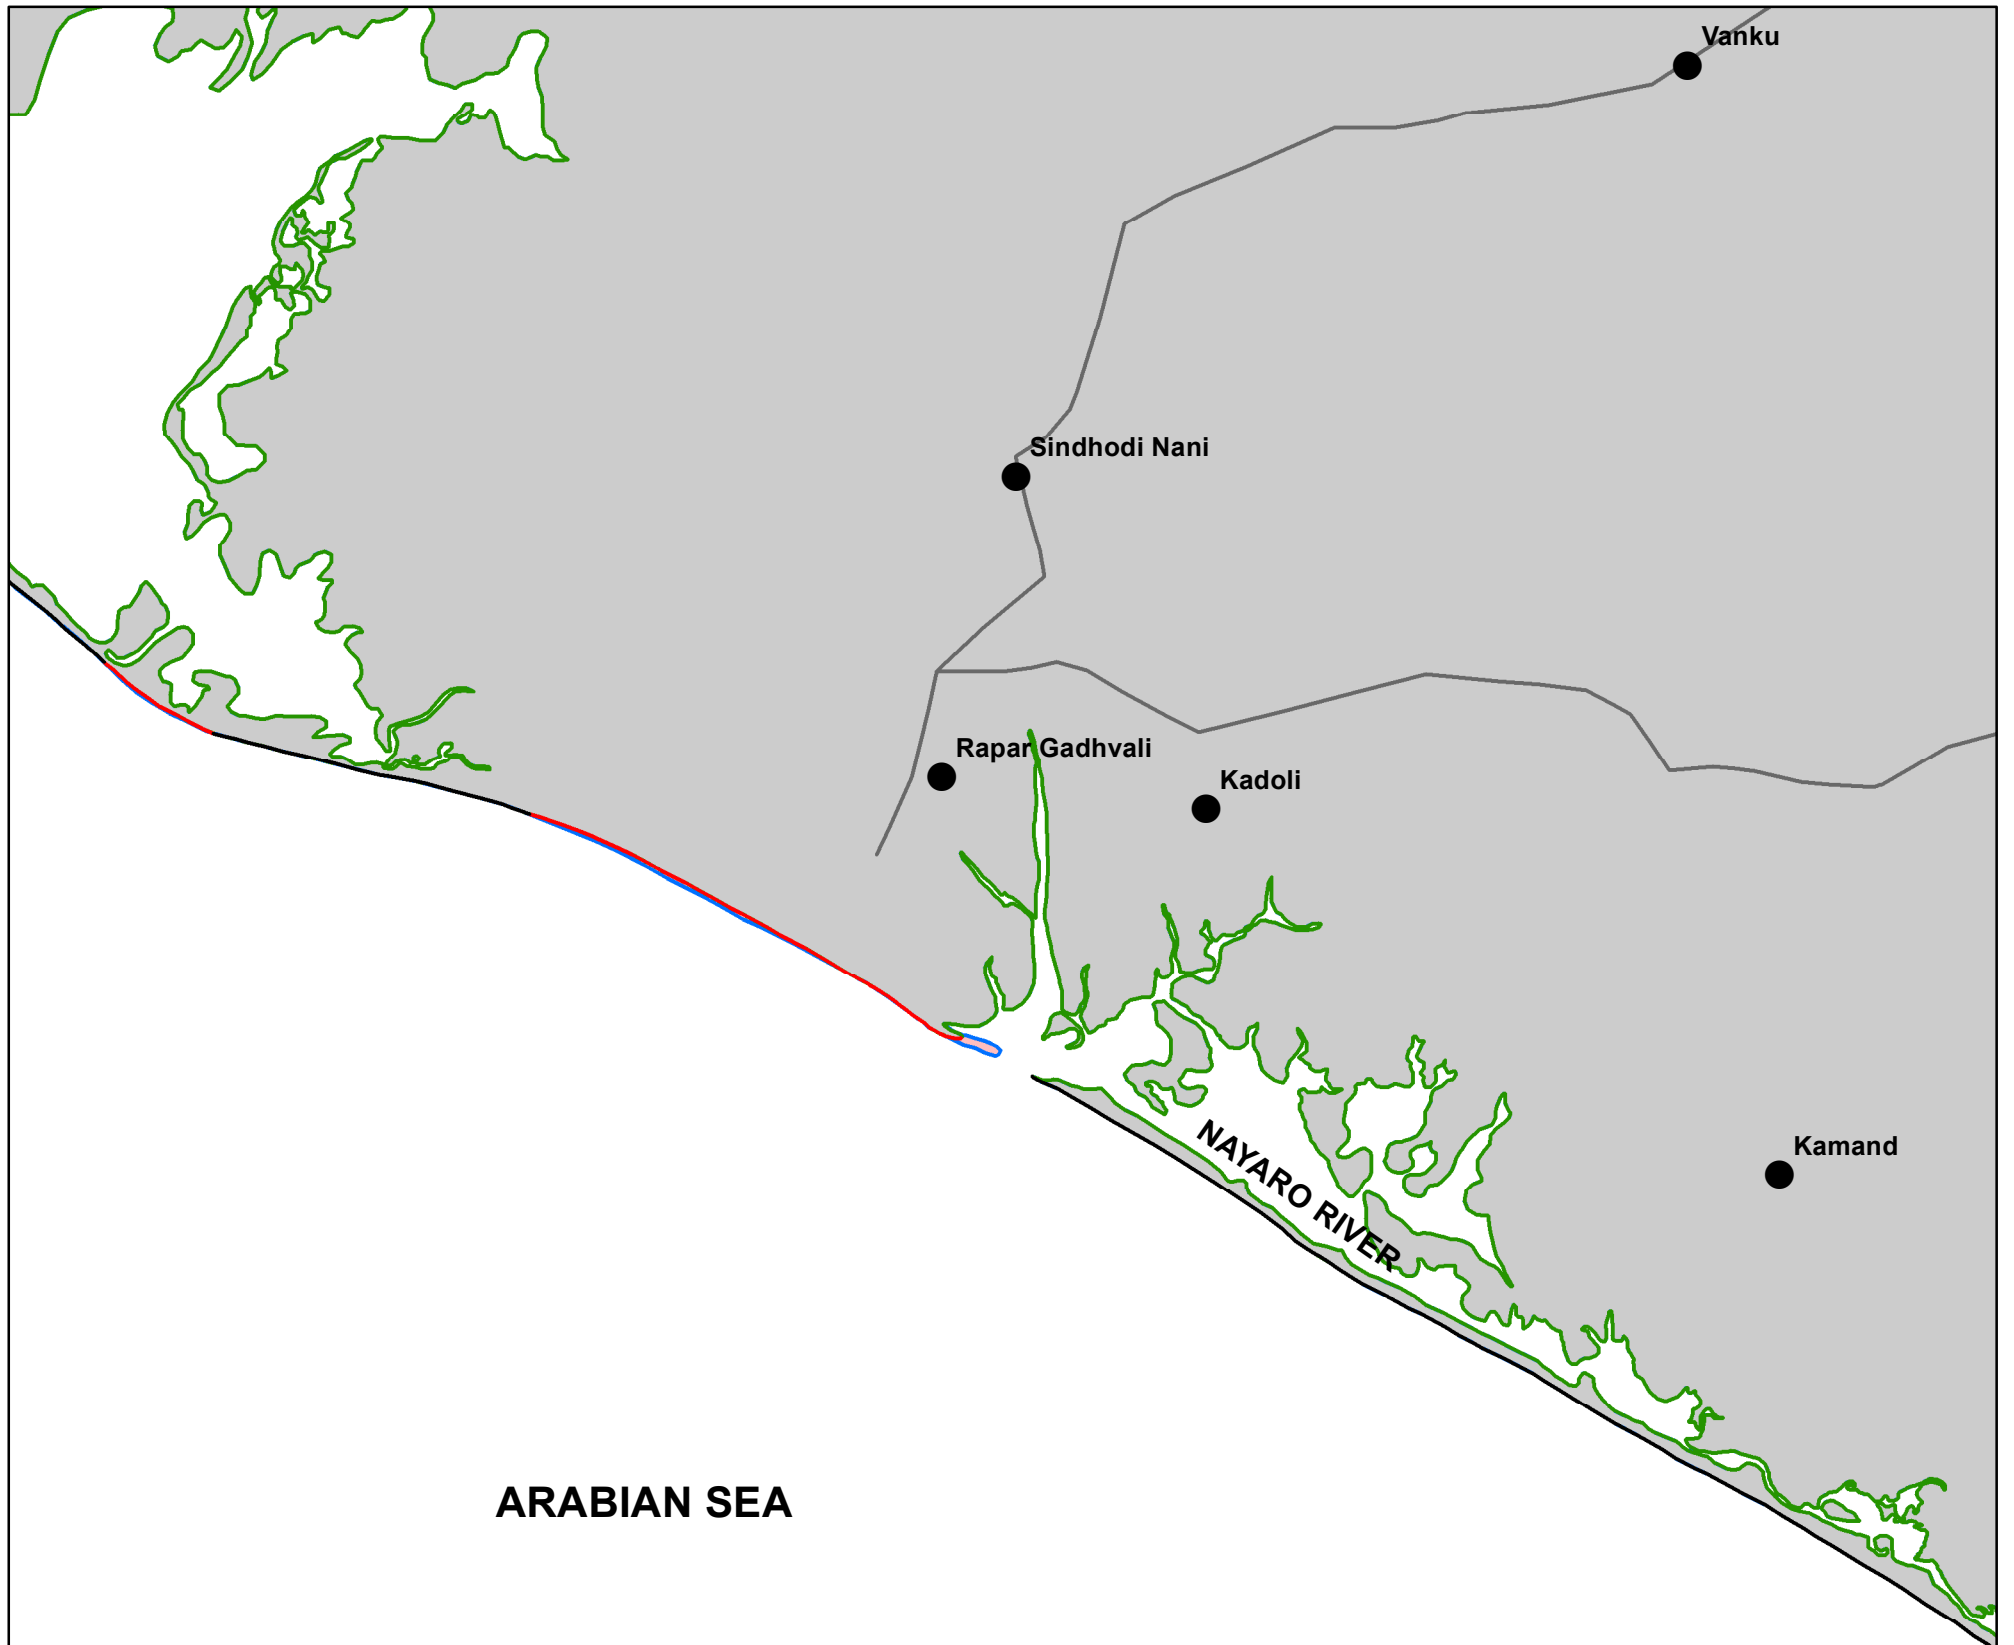 Vanku
Sindhodi Nani
Rapar Gadhvali
Kadoli
Kamand
NAYARO RIVER
ARABIAN SEA